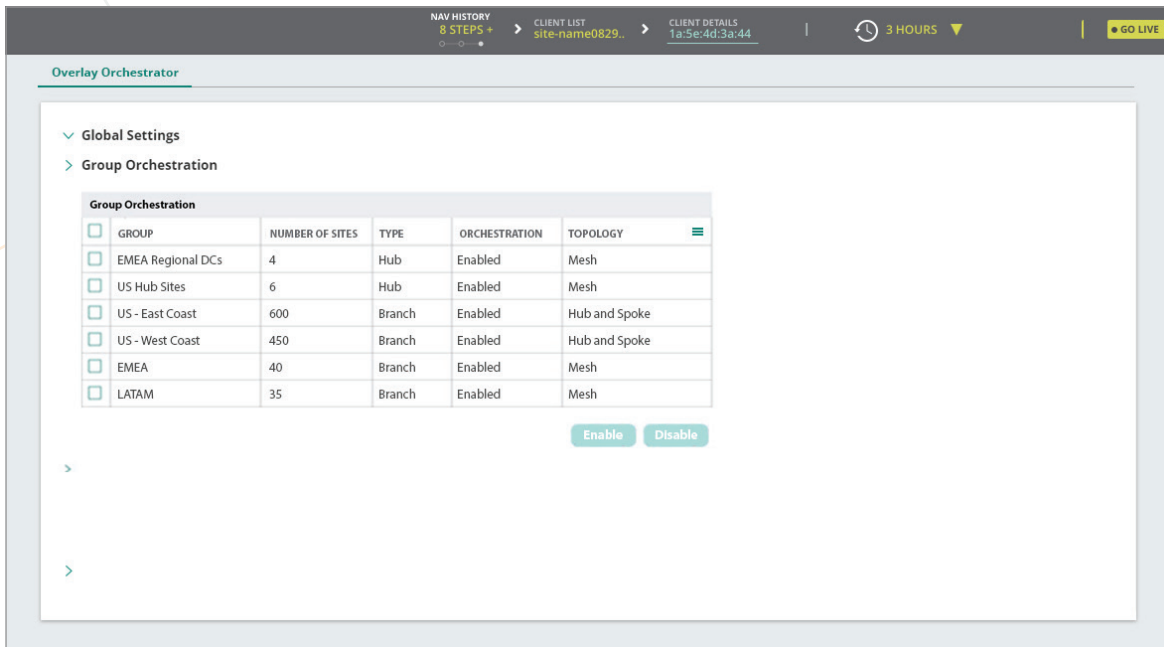 NAV HISTORY
8 STEPS +
CLIENT LIST
site-name0829..
CLIENT DETAILS
1a:5e:4d:3a:44
3 HOURS
GO LIVE
Overlay Orchestrator
Global Settings
Group Orchestration
Group Orchestration
GROUP NUMBER OF SITES TYPE ORCHESTRATION TOPOLOGY
EMEA Regional DCs 4 Hub Enabled Mesh
US Hub Sites 6 Hub Enabled Mesh
US - East Coast 600 Branch Enabled Hub and Spoke
US - West Coast 450 Branch Enabled Hub and Spoke
EMEA 40 Branch Enabled Mesh
LATAM 35 Branch Enabled Mesh
Enable Disable